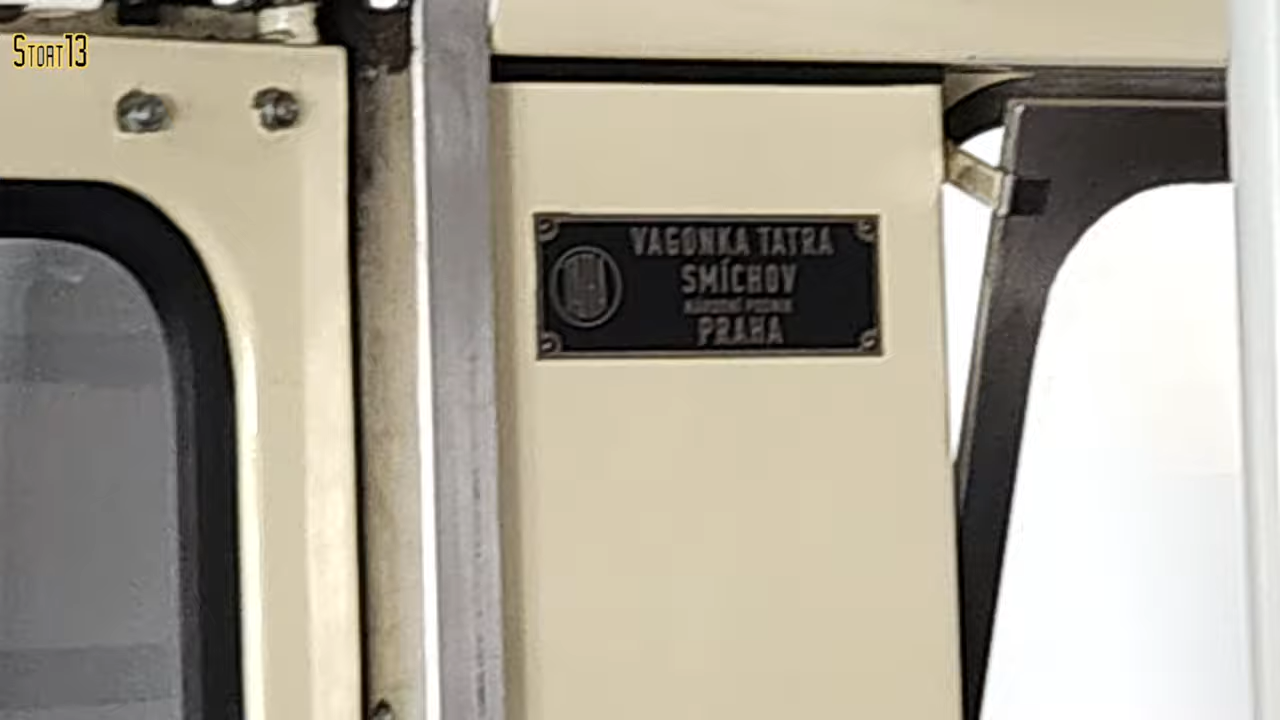 STORT13
VAGONKA TATRA
SMÍCHOV
NÁRODNÍ PODNIK
PRAHA